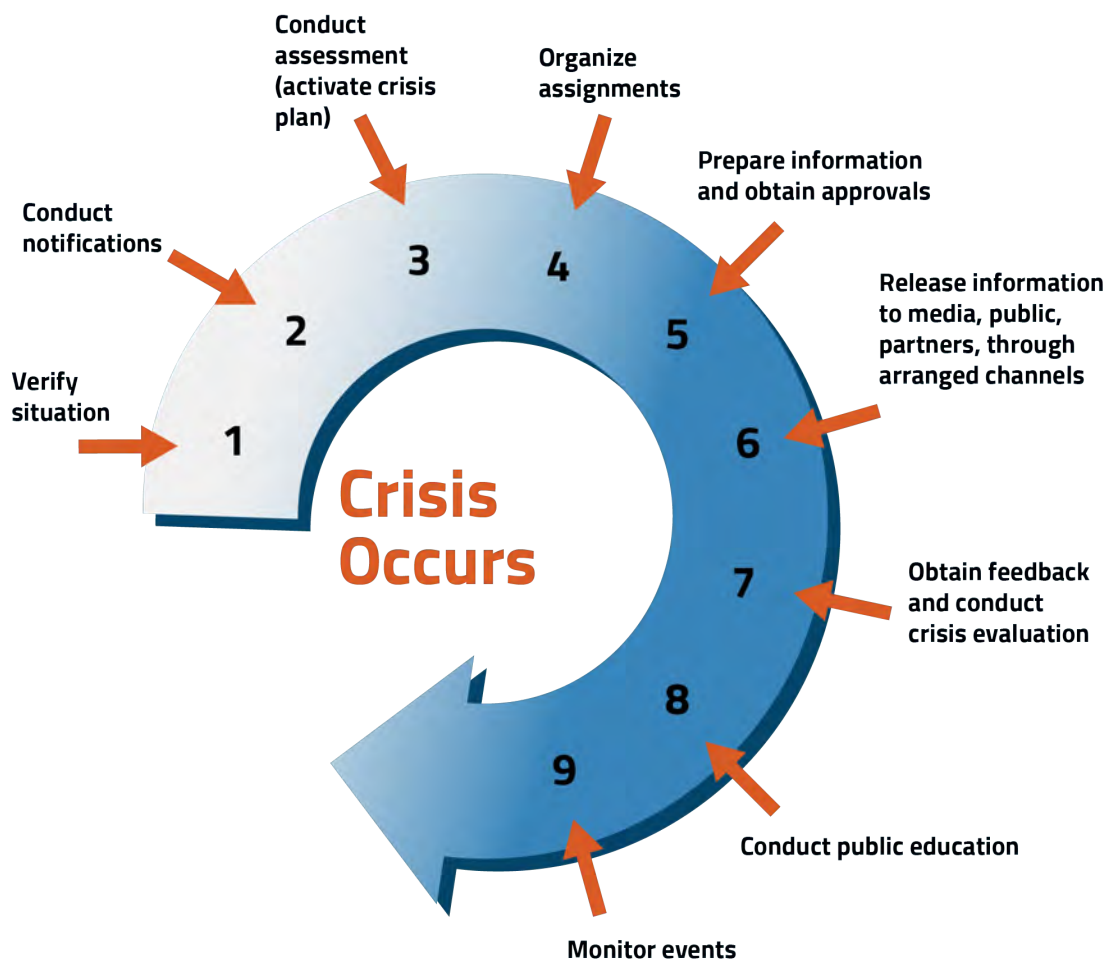 Conduct
assessment
(activate crisis
plan)
Organize
assignments
Prepare information
and obtain approvals
Conduct
notifications
Release information
to media, public,
partners, through
arranged channels
Verify
situation
1
2
3
4
5
6
7
8
9
Crisis
Occurs
Obtain feedback
and conduct
crisis evaluation
Conduct public education
Monitor events